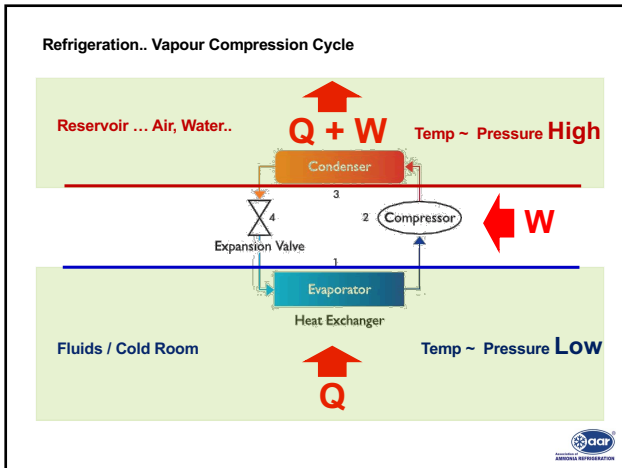 Refrigeration.. Vapour Compression Cycle
Reservoir … Air, Water..
Q + W
Temp ~ Pressure High
Condenser
3
4
2
Compressor
W
Expansion Valve
1
Evaporator
Heat Exchanger
Fluids / Cold Room
Temp ~ Pressure Low
Q
aar
Association of
AMMONIA REFRIGERATION